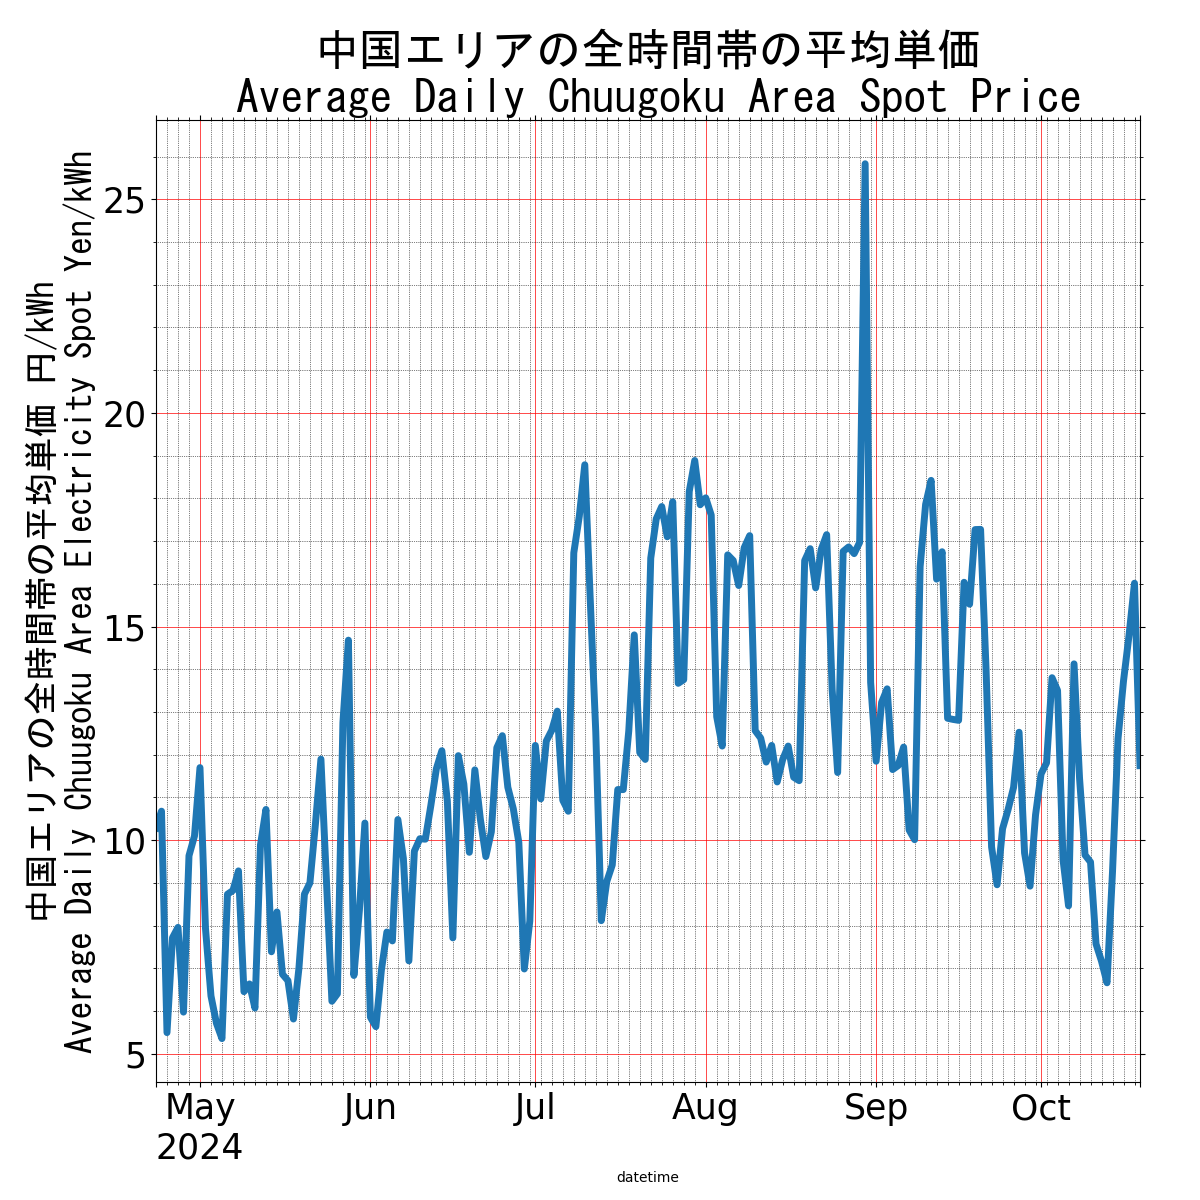 中国エリアの全時間帯の平均単価
Average Daily Chuugoku Area Spot Price
中国エリアの全時間帯の平均単価 円/kWh
Average Daily Chuugoku Area Electricity Spot Yen/kWh
25
20
15
10
5
May
Jun
Jul
Aug
Sep
Oct
2024
datetime